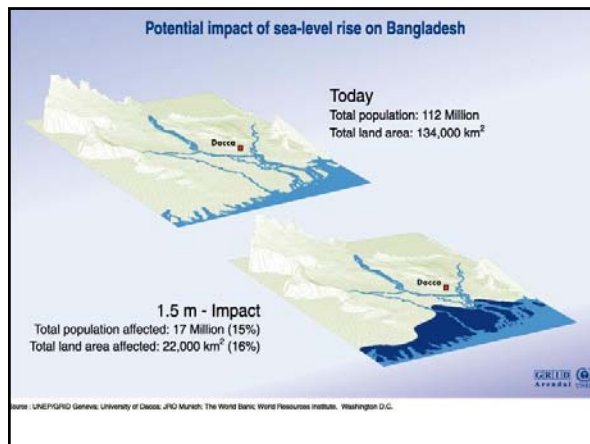 Potential impact of sea-level rise on Bangladesh
Today
Total population: 112 Million
Total land area: 134,000 km²
Dacca
Dacca
1.5 m - Impact
Total population affected: 17 Million (15%)
Total land area affected: 22,000 km² (16%)
GRID
Arendal
UNEP
Source : UNEP/GRID Geneva; University of Dacca; JRO Munich; The World Bank; World Resources Institute, Washington D.C.